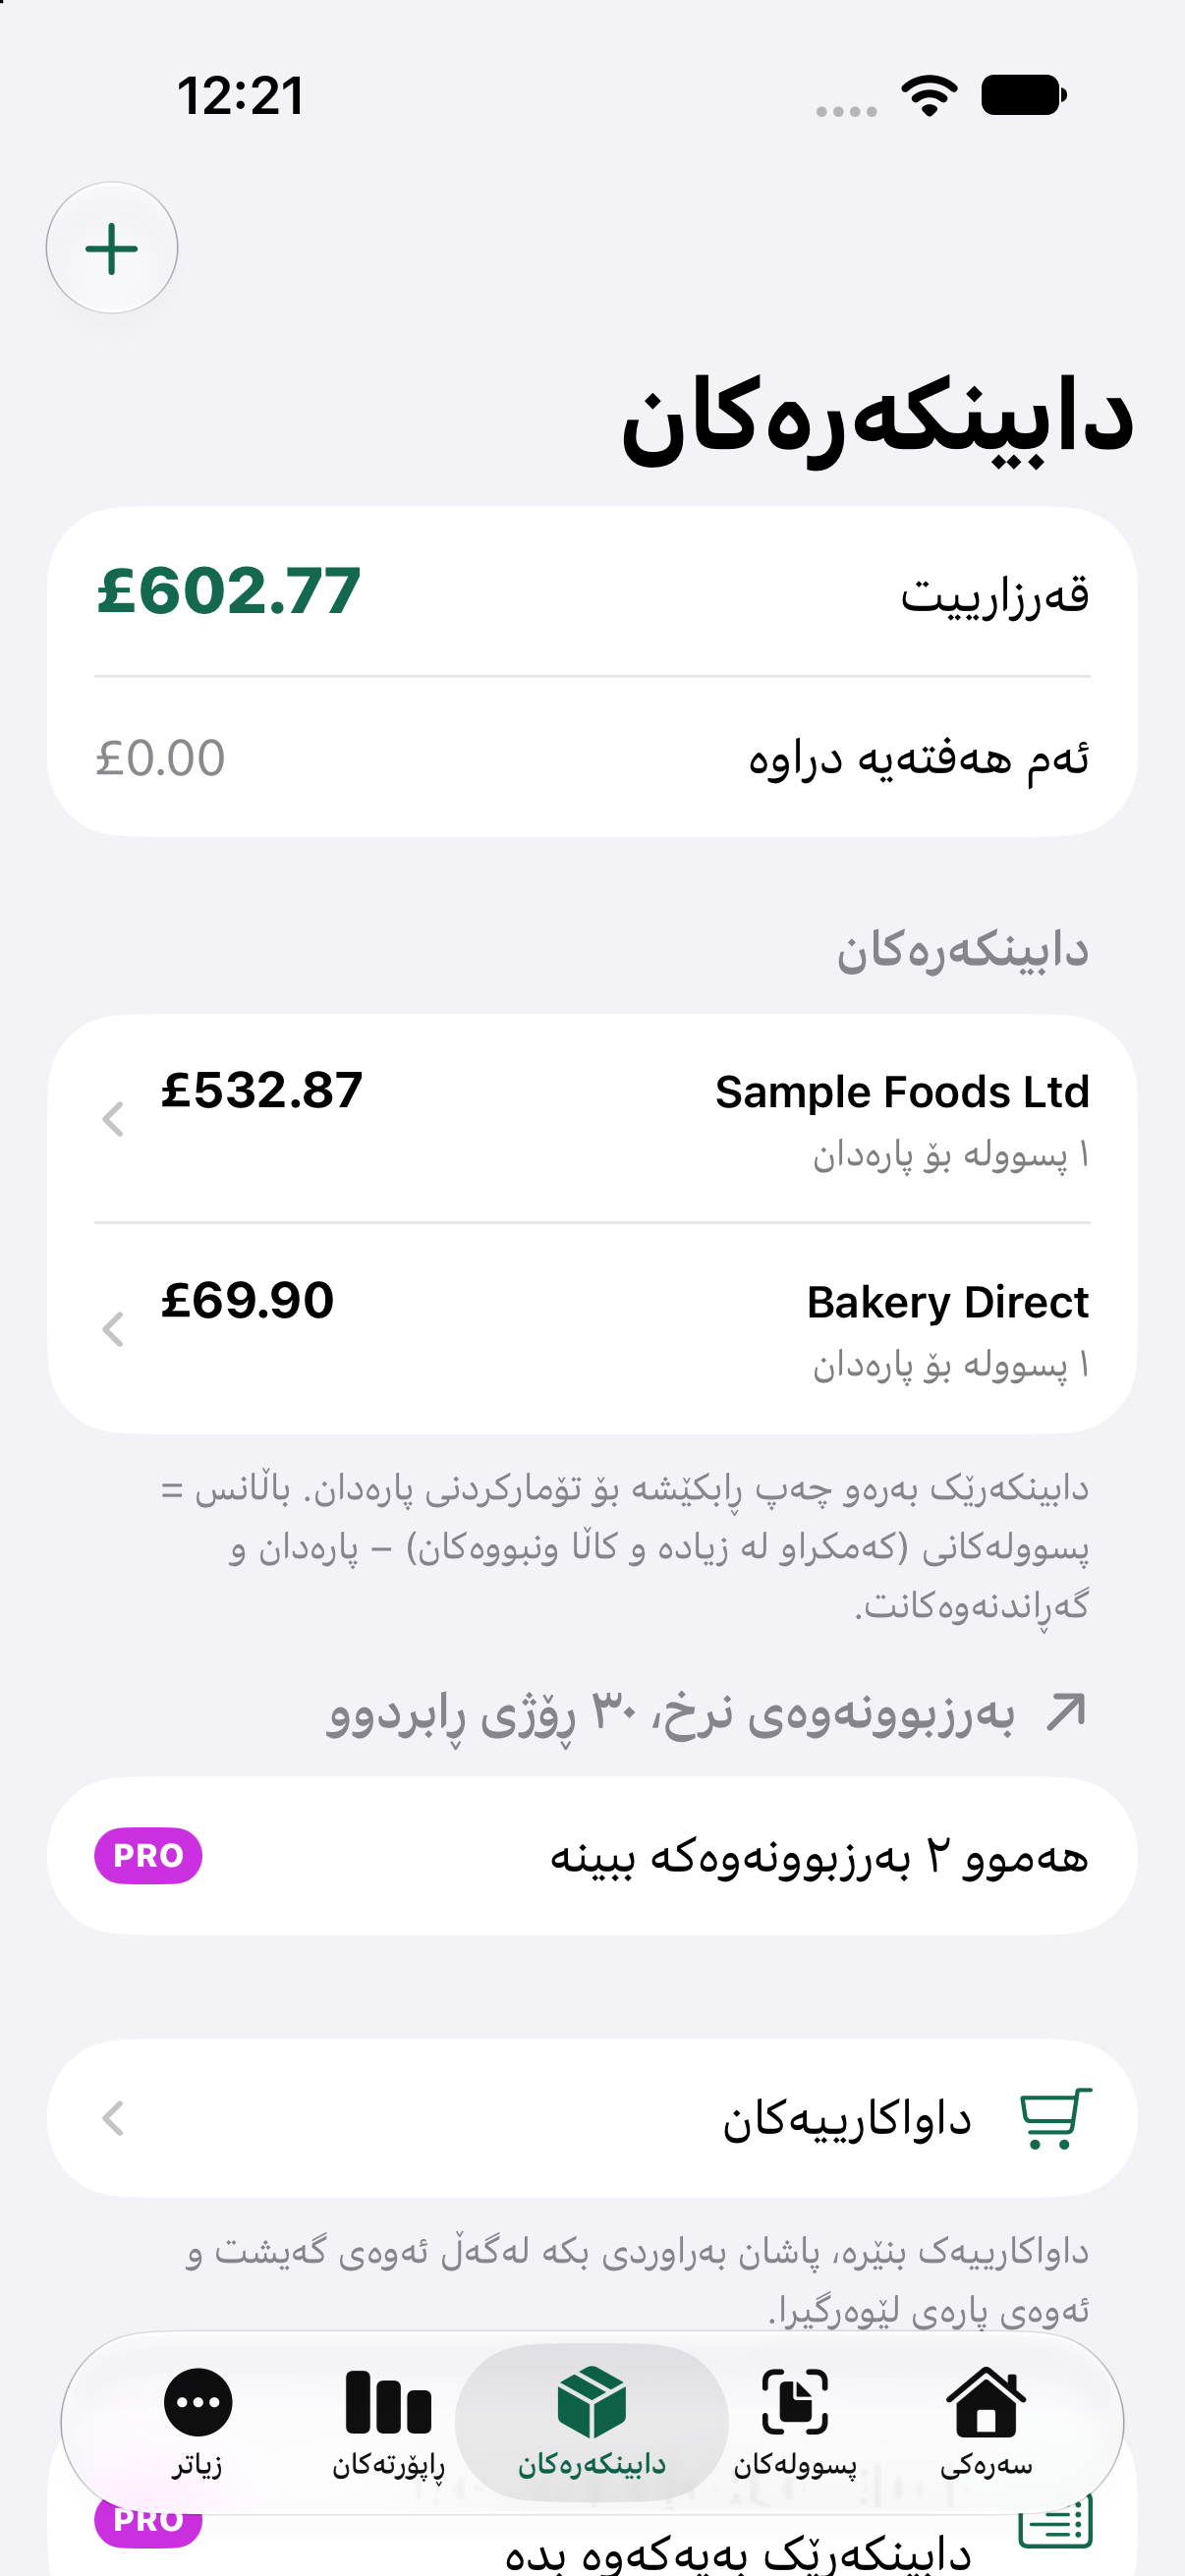 12:21
دابینکەرەکان
قەرزارییت £602.77
ئەم هەفتەیە دراوە £0.00
دابینکەرەکان
Sample Foods Ltd £532.87
١ پسوولە بۆ پارەدان
Bakery Direct £69.90
١ پسوولە بۆ پارەدان
دابینکەرێک بەرەو چەپ ڕابکێشە بۆ تۆمارکردنی پارەدان. باڵانس =
پسوولەکانی (کەمکراو لە زیادە و کاڵا ونبووەکان) − پارەدان و
گەڕاندنەوەکانت.
بەرزبوونەوەی نرخ، ٣٠ ڕۆژی ڕابردوو
هەموو ٢ بەرزبوونەوەکە ببینە PRO
داواکارییەکان
داواکارییەک بنێرە، پاشان بەراوردی بکە لەگەڵ ئەوەی گەیشت و
ئەوەی پارەی لێوەرگیرا.
سەرەکی
پسوولەکان
دابینکەرەکان
ڕاپۆرتەکان
زیاتر
PRO
دابینکەرێک بەیەکەوە بدە